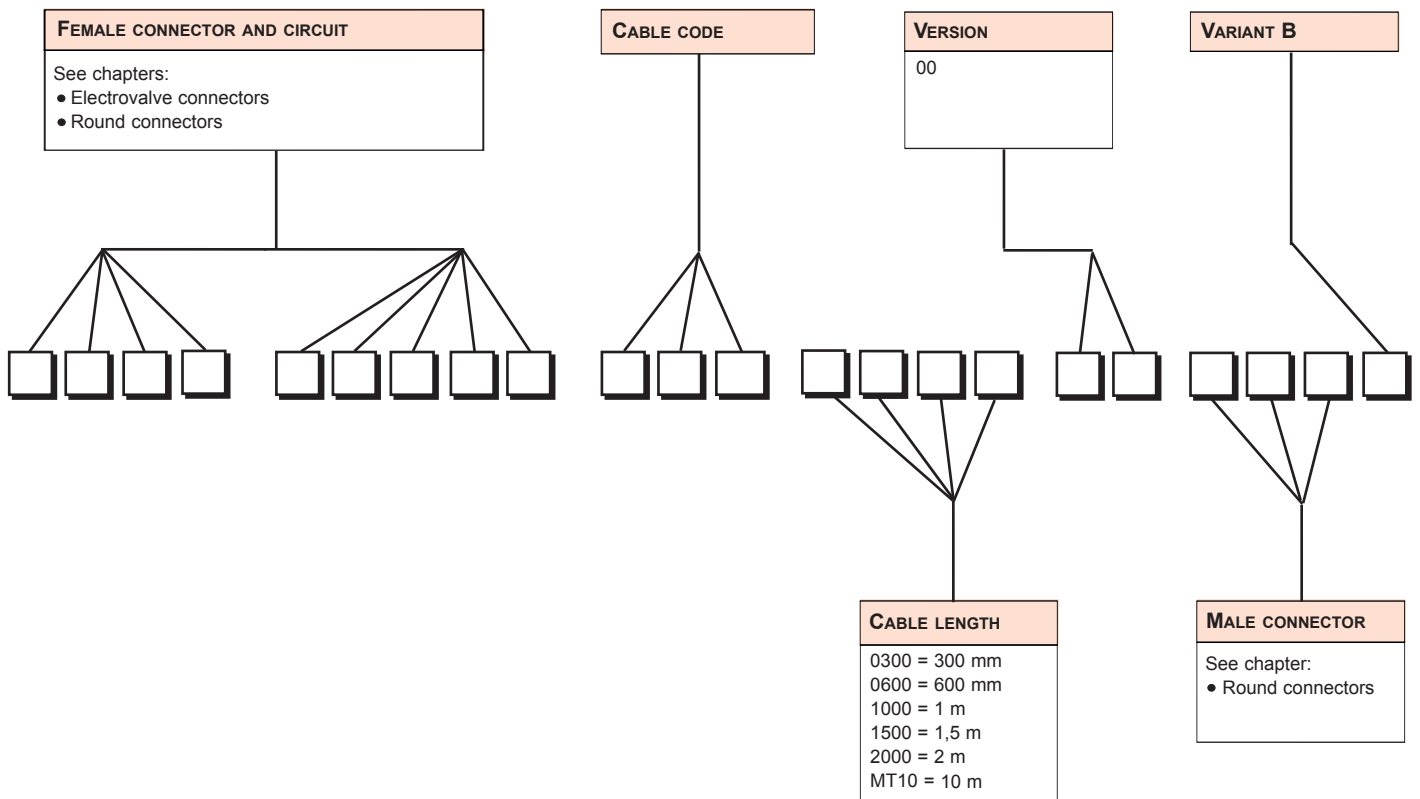 FEMALE CONNECTOR AND CIRCUIT
See chapters:
• Electrovalve connectors
• Round connectors
CABLE CODE
VERSION
00
VARIANT B
CABLE LENGTH
0300 = 300 mm
0600 = 600 mm
1000 = 1 m
1500 = 1,5 m
2000 = 2 m
MT10 = 10 m
MALE CONNECTOR
See chapter:
• Round connectors